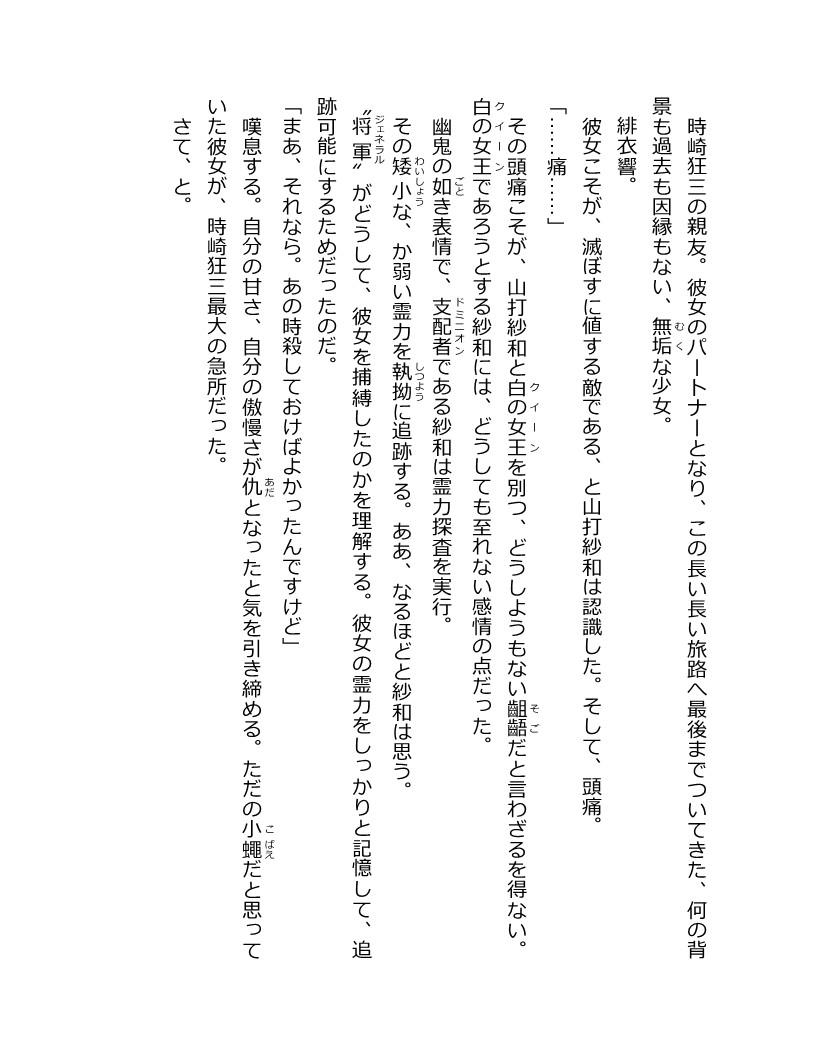 時崎狂三の親友。彼女のパートナーとなり、この長い長い旅路へ最後までついてきた、何の背
景も過去も因縁もない、無垢な少女。
　緋衣響。
　彼女こそが、滅ぼすに値する敵である、と山打紗和は認識した。そして、頭痛。
「……痛……」
　その頭痛こそが、山打紗和と白の女王を別つ、どうしようもない齟齬だと言わざるを得ない。
白の女王であろうとする紗和には、どうしても至れない感情の点だった。
　幽鬼の如き表情で、支配者である紗和は霊力探査を実行。
　その矮小な、か弱い霊力を執拗に追跡する。ああ、なるほどと紗和は思う。
〝将軍〟がどうして、彼女を捕縛したのかを理解する。彼女の霊力をしっかりと記憶して、追
跡可能にするためだったのだ。
「まあ、それなら。あの時殺しておけばよかったんですけど」
　嘆息する。自分の甘さ、自分の傲慢さが仇となったと気を引き締める。ただの小蠅だと思って
いた彼女が、時崎狂三最大の急所だった。
　さて、と。